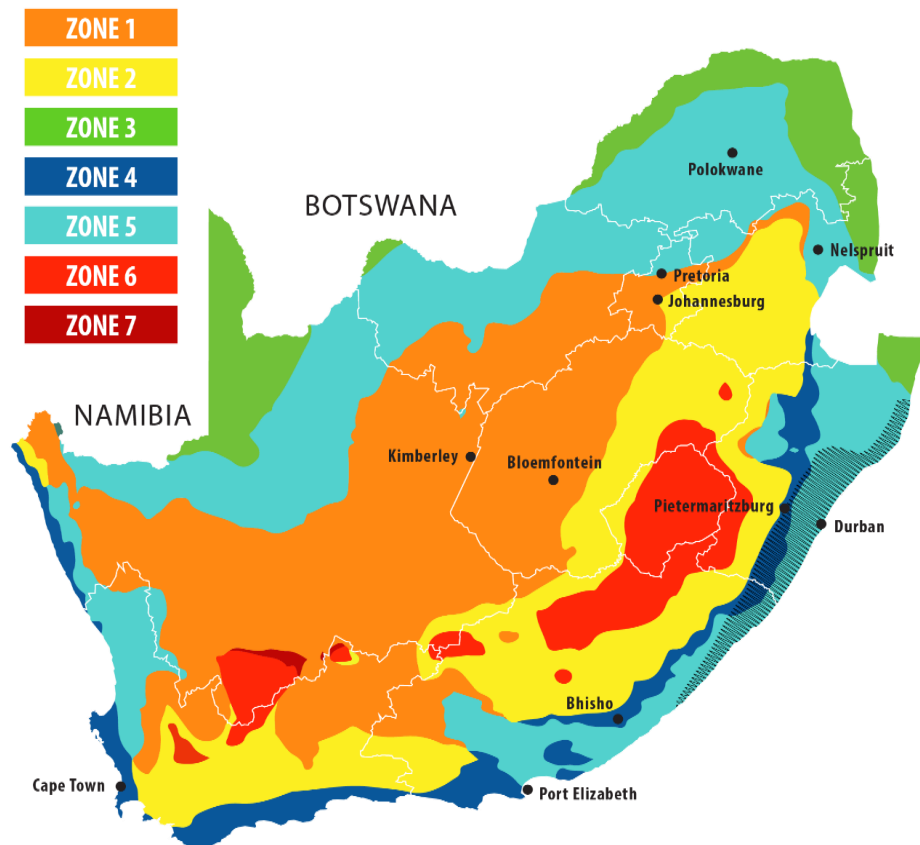 ZONE 1
ZONE 2
ZONE 3
ZONE 4
ZONE 5
ZONE 6
ZONE 7
BOTSWANA
NAMIBIA
Polokwane
Nelspruit
Pretoria
Johannesburg
Kimberley
Bloemfontein
Pietermaritzburg
Durban
Bhisho
Cape Town
Port Elizabeth